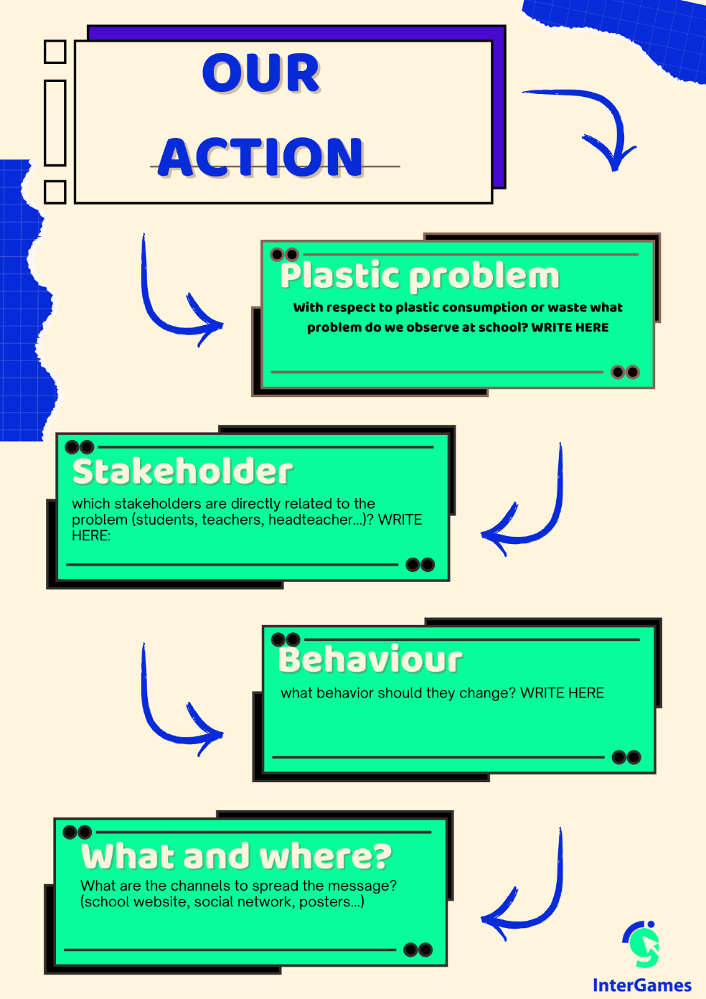 OUR
ACTION
Plastic problem
With respect to plastic consumption or waste what
problem do we observe at school? WRITE HERE
Stakeholder
which stakeholders are directly related to the
problem (students, teachers, headteacher...)? WRITE
HERE:
Behaviour
what behavior should they change? WRITE HERE
What and where?
What are the channels to spread the message?
(school website, social network, posters...)
InterGames